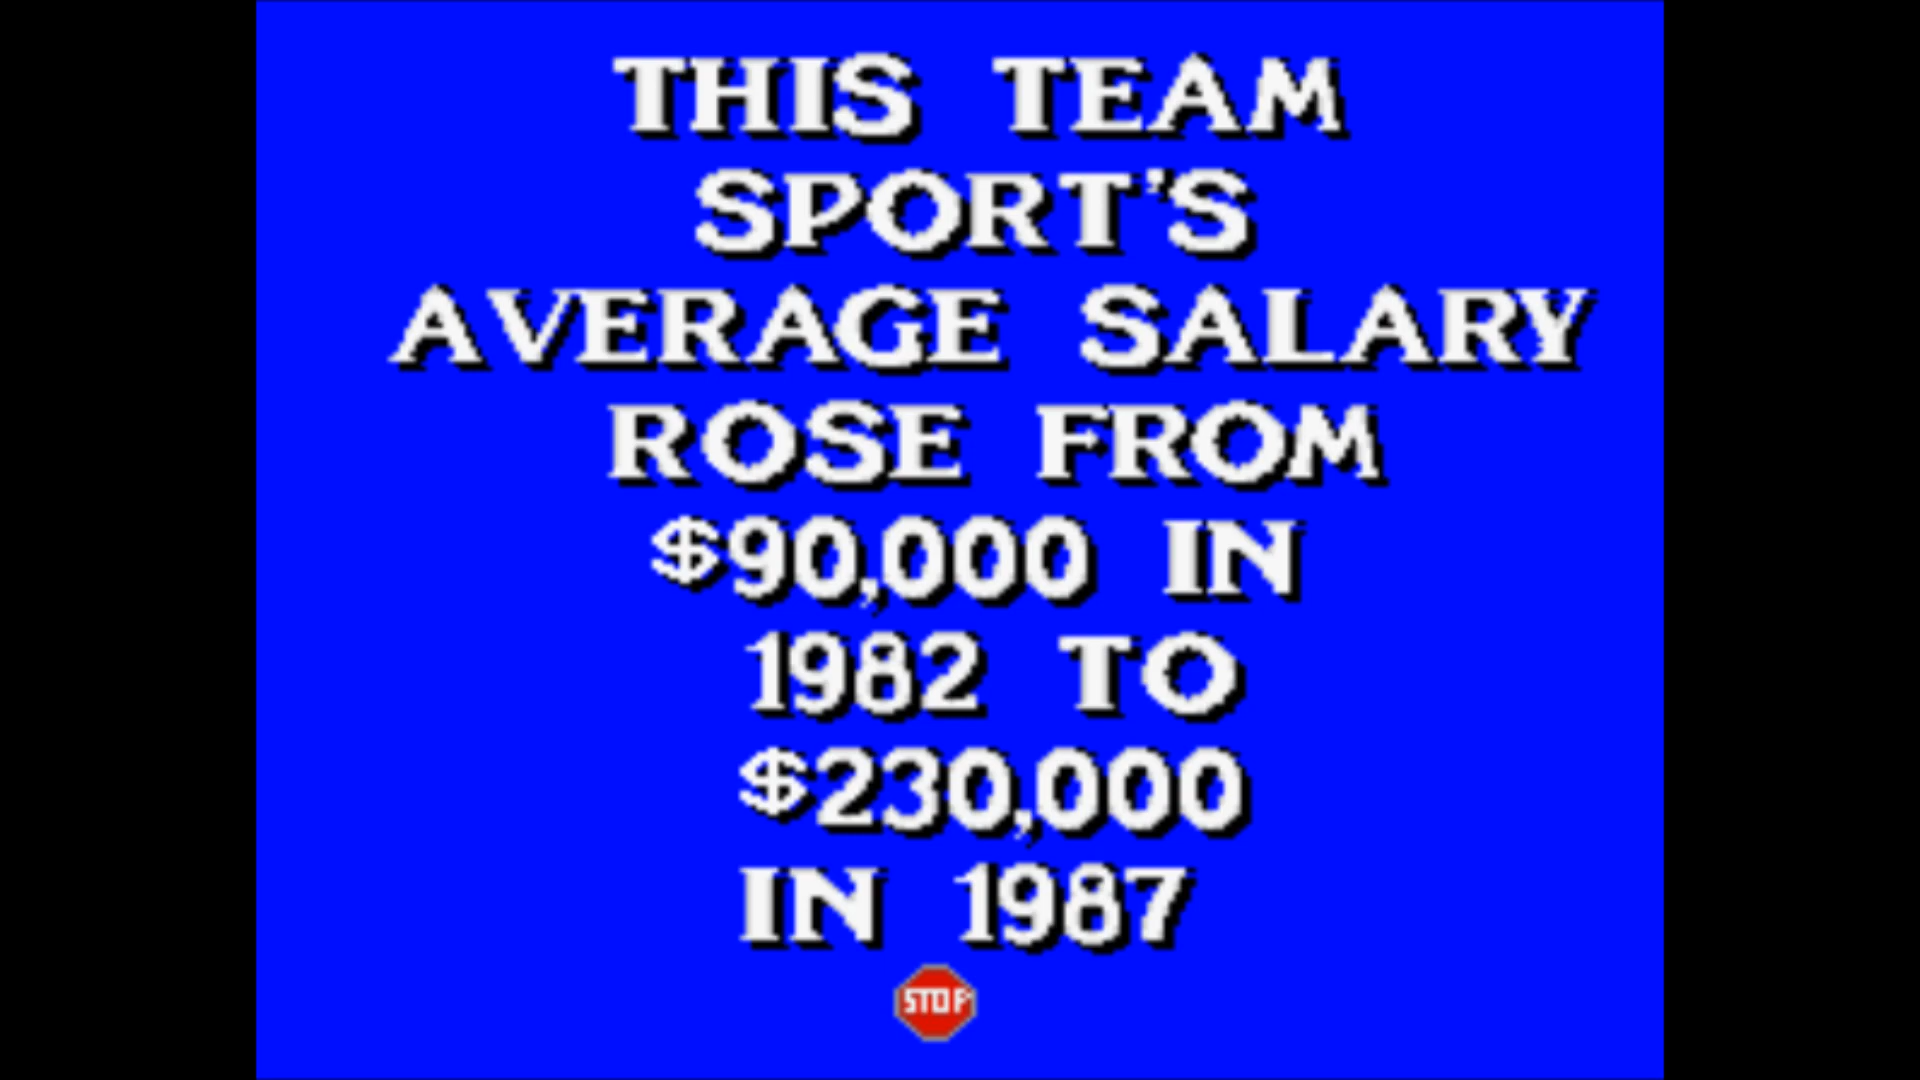 THIS TEAM
SPORT'S
AVERAGE SALARY
ROSE FROM
$90,000 IN
1982 TO
$230,000
IN 1987
STOP